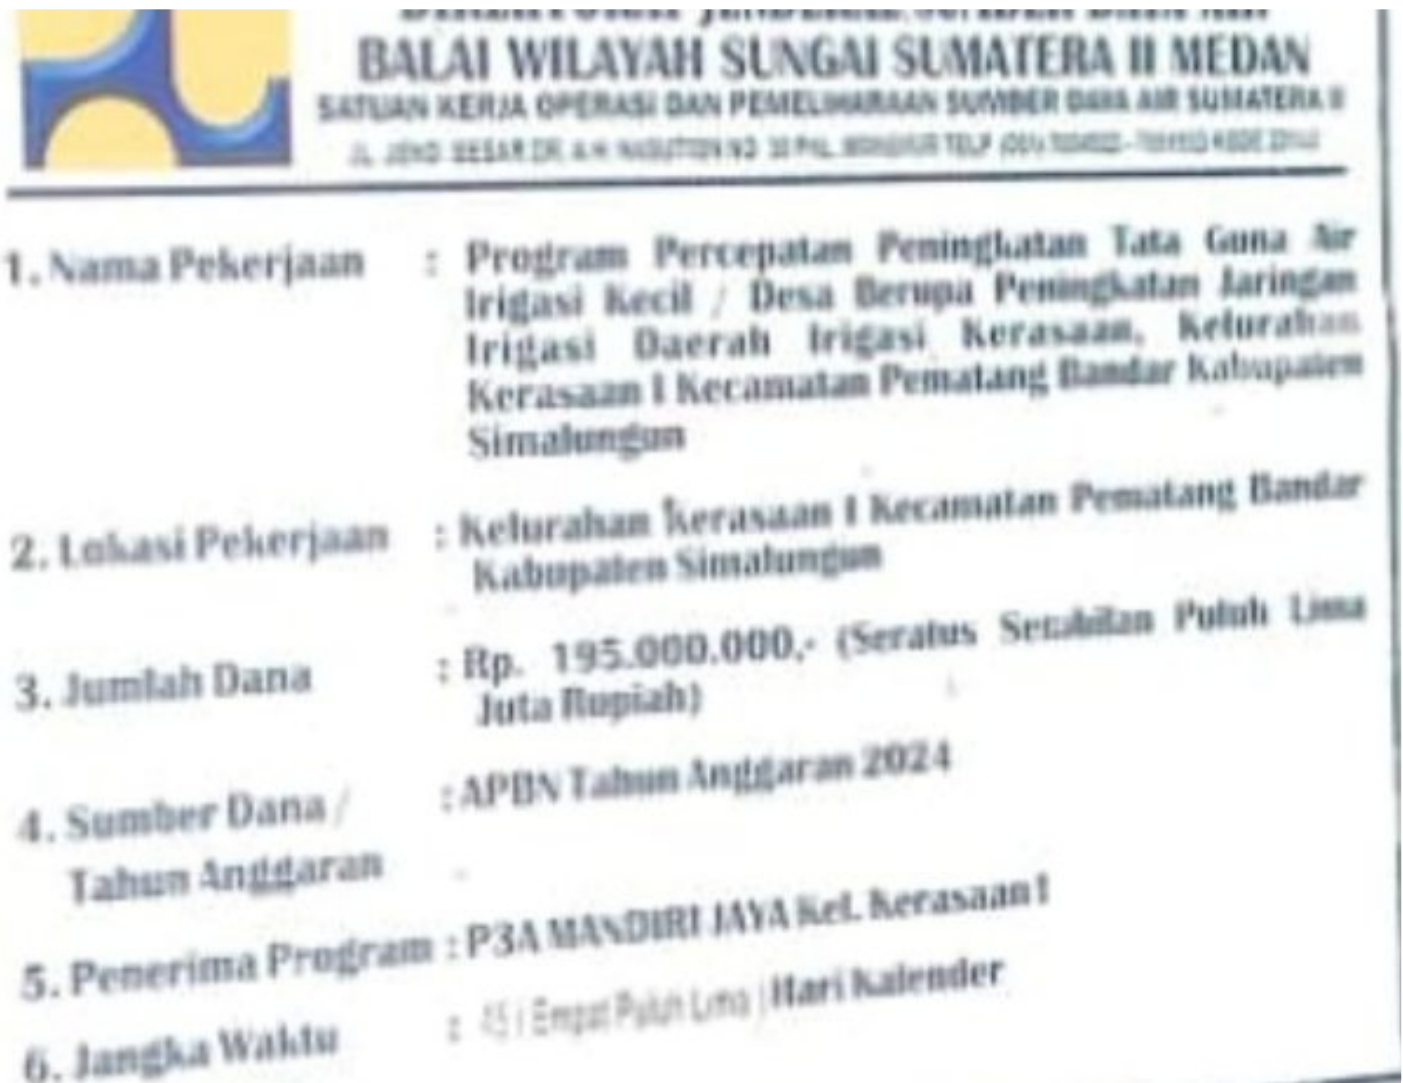 BALAI WILAYAH SUNGAI SUMATERA II MEDAN
SATUAN KERJA OPERASI DAN PEMELIHARAAN SUMBER DAYA AIR SUMATERA II
1. Nama Pekerjaan : Program Percepatan Peningkatan Tata Guna Air
Irigasi Kecil / Desa Berupa Peningkatan Jaringan
Irigasi Daerah Irigasi Kerasaan, Kelurahan
Kerasaan I Kecamatan Pematang Bandar Kabupaten
Simalungun
2. Lokasi Pekerjaan : Kelurahan Kerasaan I Kecamatan Pematang Bandar
Kabupaten Simalungun
3. Jumlah Dana : Rp. 195.000.000,- (Seratus Sembilan Puluh Lima
Juta Rupiah)
4. Sumber Dana / : APBN Tahun Anggaran 2024
Tahun Anggaran
5. Penerima Program : P3A MANDIRI JAYA Kel. Kerasaan I
6. Jangka Waktu : 45 ( Empat Puluh Lima ) Hari Kalender